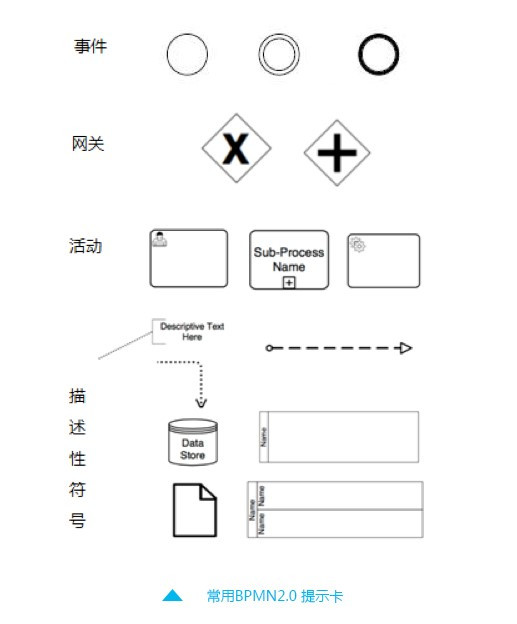 事件
网关
X
活动
Sub-Process
Name
Descriptive Text
Here
描
述
性
符
号
Data
Store
Name
Name
Name
Name
常用BPMN2.0 提示卡